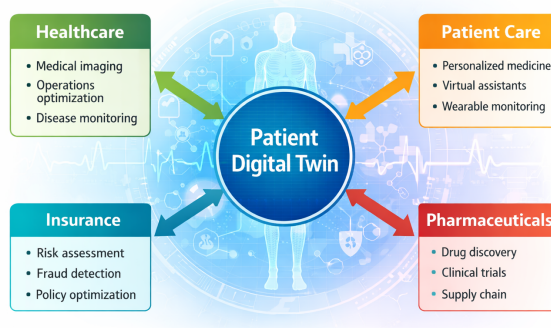 Healthcare
• Medical imaging
• Operations
optimization
• Disease monitoring
Patient Care
• Personalized medicine
• Virtual assistants
• Wearable monitoring
Patient
Digital Twin
Insurance
• Risk assessment
• Fraud detection
• Policy optimization
Pharmaceuticals
• Drug discovery
• Clinical trials
• Supply chain